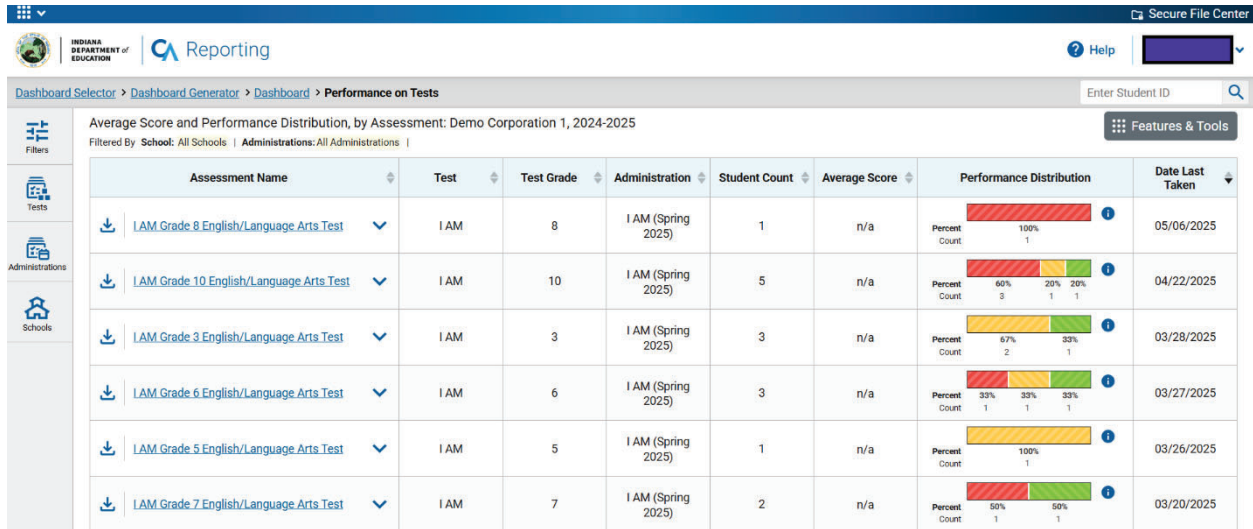 Secure File Center
INDIANA
DEPARTMENT of
EDUCATION
CA Reporting
Help
Dashboard Selector > Dashboard Generator > Dashboard > Performance on Tests
Enter Student ID
Filters
Tests
Administrations
Schools
Average Score and Performance Distribution, by Assessment: Demo Corporation 1, 2024-2025
Filtered By School: All Schools | Administrations: All Administrations |
Features & Tools
Assessment Name Test Test Grade Administration Student Count Average Score Performance Distribution Date Last
Taken
I AM Grade 8 English/Language Arts Test I AM 8 I AM (Spring
2025) 1 n/a Percent 100% 05/06/2025
Count 1
I AM Grade 10 English/Language Arts Test I AM 10 I AM (Spring
2025) 5 n/a Percent 60% 20% 20% 04/22/2025
Count 3 1 1
I AM Grade 3 English/Language Arts Test I AM 3 I AM (Spring
2025) 3 n/a Percent 67% 33% 03/28/2025
Count 2 1
I AM Grade 6 English/Language Arts Test I AM 6 I AM (Spring
2025) 3 n/a Percent 33% 33% 33% 03/27/2025
Count 1 1 1
I AM Grade 5 English/Language Arts Test I AM 5 I AM (Spring
2025) 1 n/a Percent 100% 03/26/2025
Count 1
I AM Grade 7 English/Language Arts Test I AM 7 I AM (Spring
2025) 2 n/a Percent 50% 50% 03/20/2025
Count 1 1